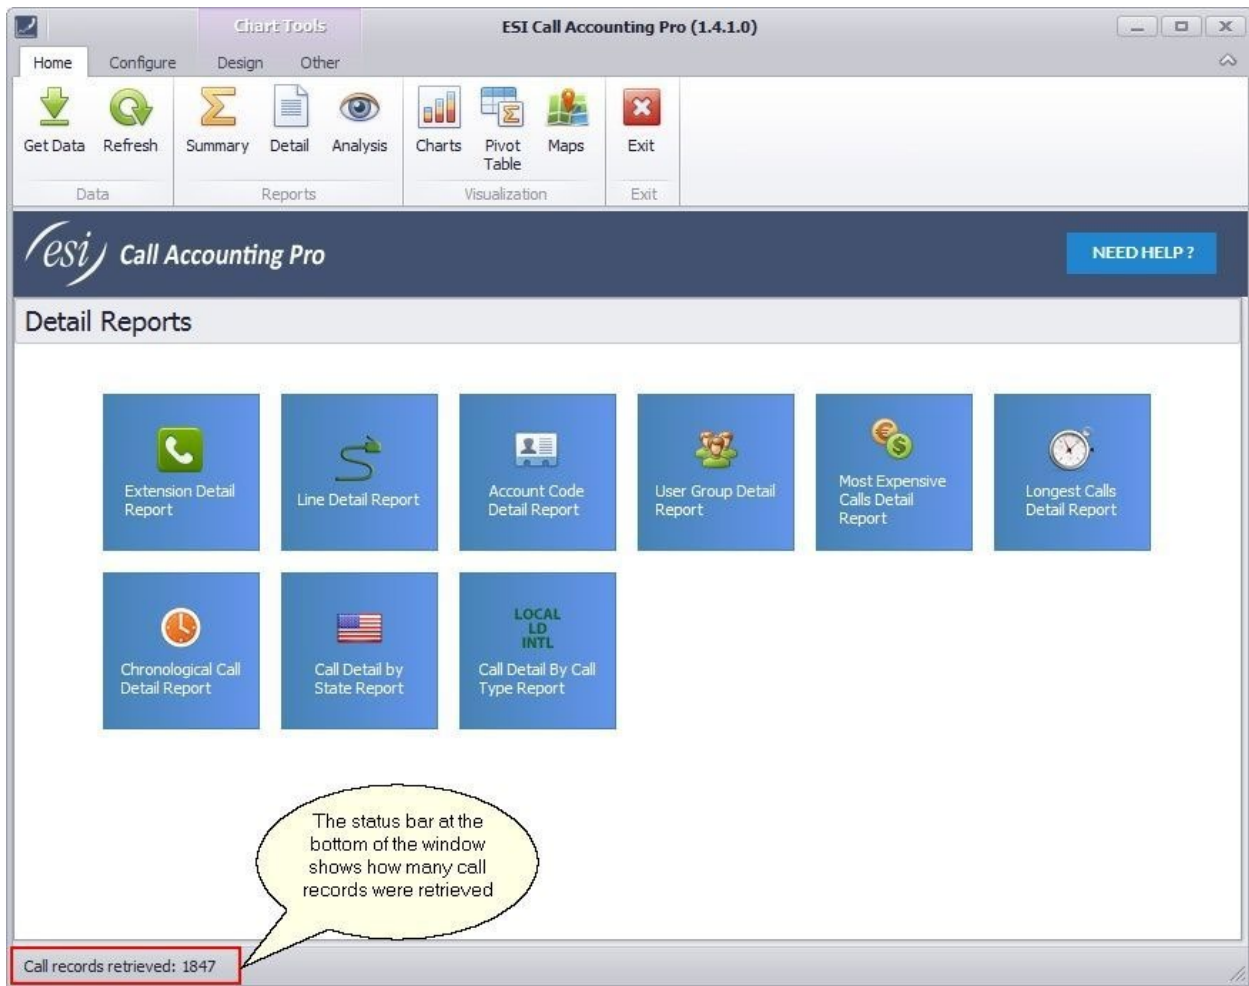 Chart Tools
ESI Call Accounting Pro (1.4.1.0)
Home Configure Design Other
Get Data Refresh Summary Detail Analysis Charts Pivot Table Maps Exit
Data Reports Visualization Exit
esi Call Accounting Pro
NEED HELP ?
Detail Reports
Extension Detail
Report
Line Detail Report
Account Code
Detail Report
User Group Detail
Report
Most Expensive
Calls Detail
Report
Longest Calls
Detail Report
Chronological Call
Detail Report
Call Detail by
State Report
LOCAL
LD
INTL
Call Detail By Call
Type Report
The status bar at the
bottom of the window
shows how many call
records were retrieved
Call records retrieved: 1847